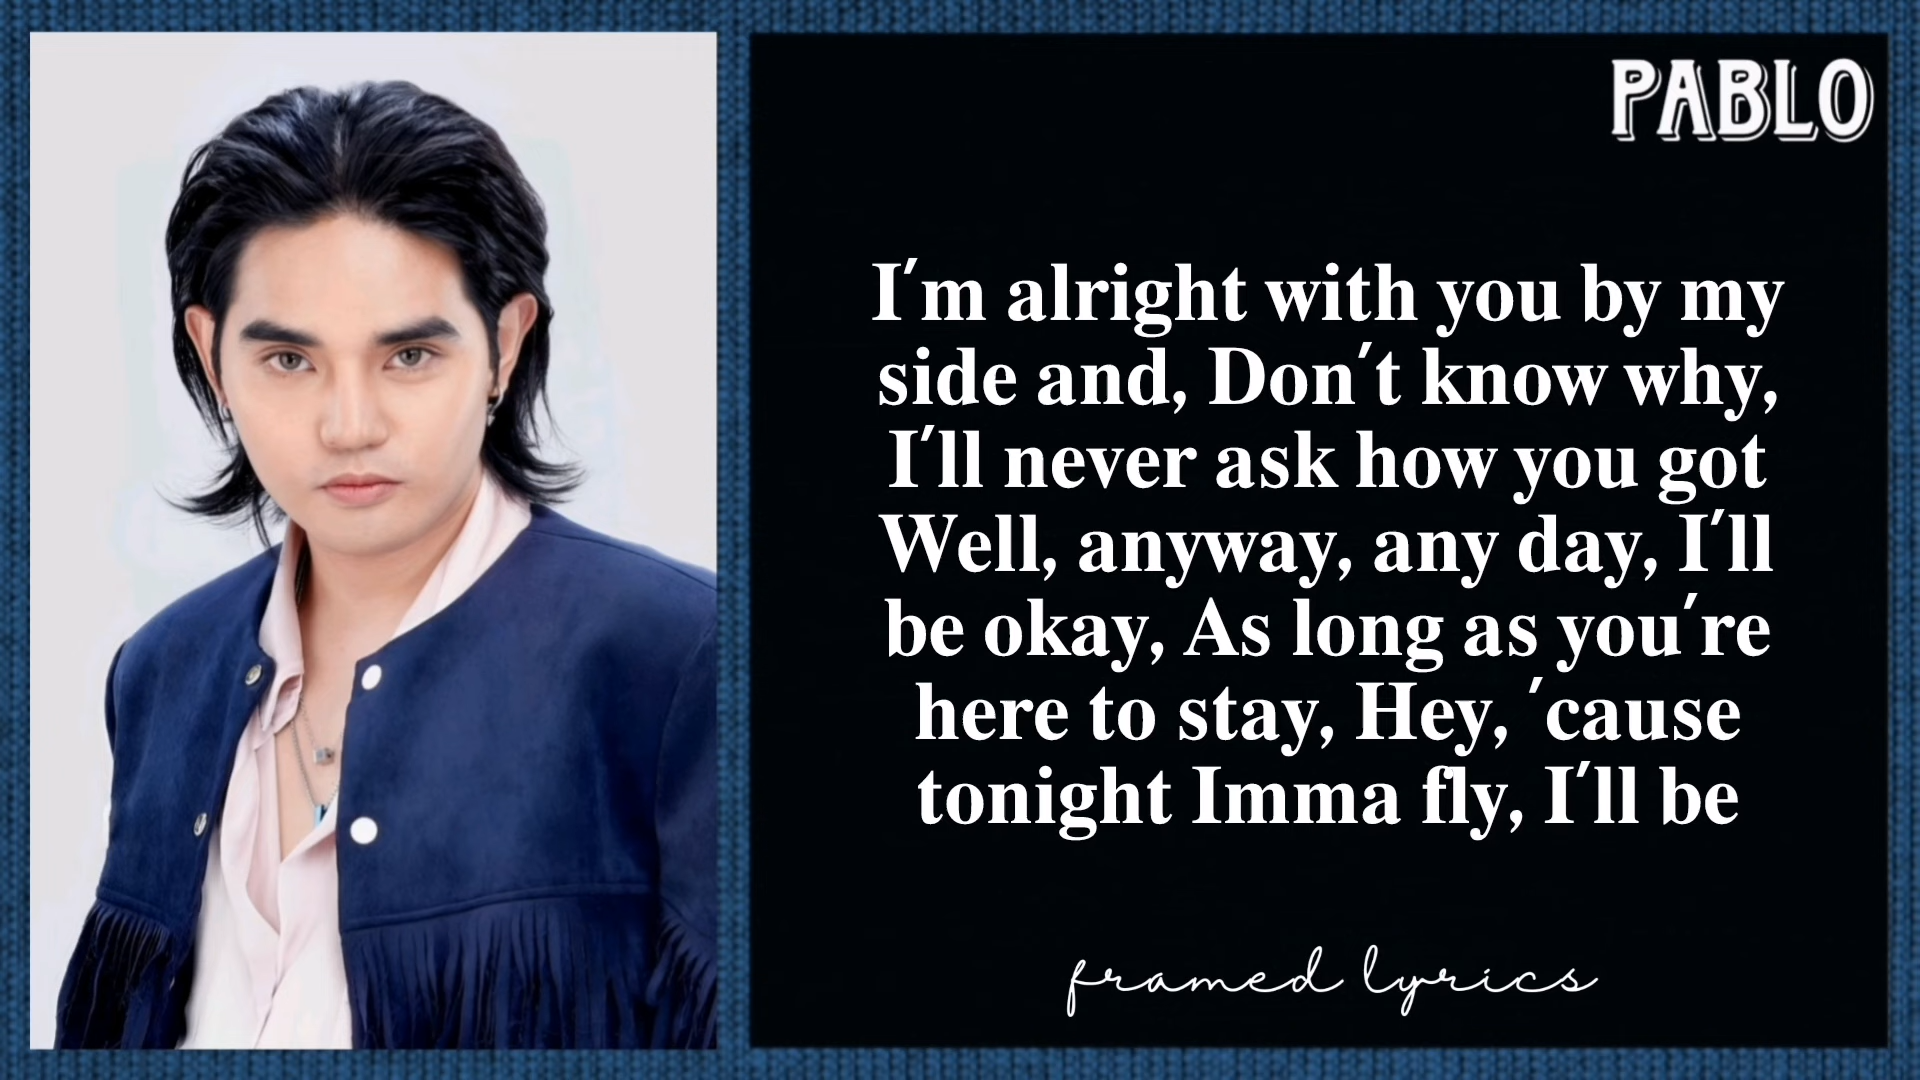 PABLO
I'm alright with you by my
side and, Don't know why,
I'll never ask how you got
Well, anyway, any day, I'll
be okay, As long as you're
here to stay, Hey, 'cause
tonight Imma fly, I'll be
framed lyrics